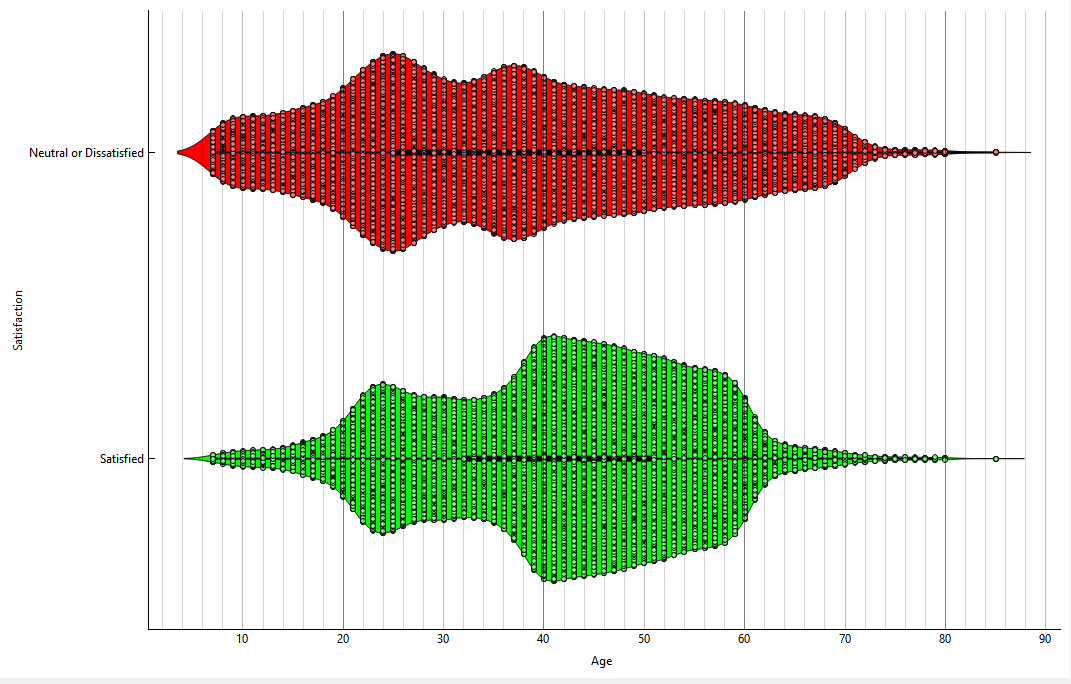 Neutral or Dissatisfied
Satisfaction
Satisfied
10 20 30 40 50 60 70 80 90
Age